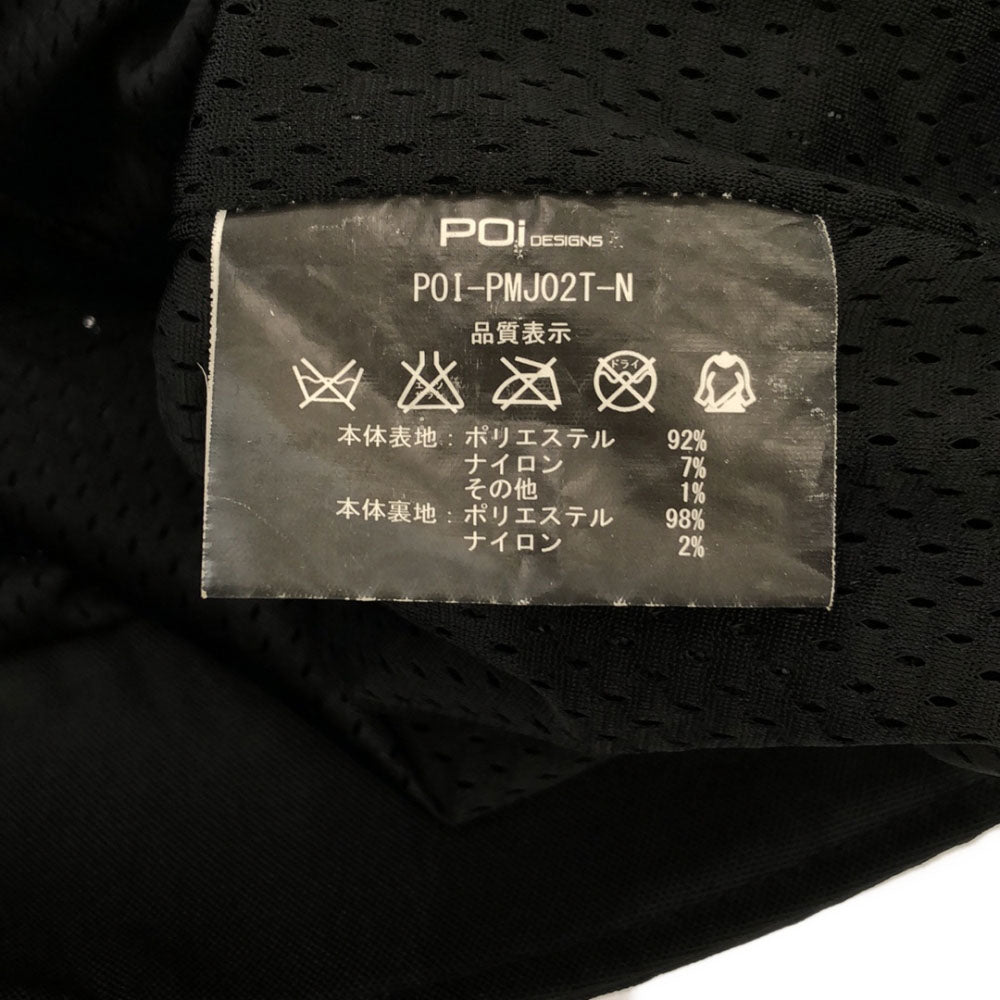 POi DESIGNS
POI-PMJ02T-N
品質表示
ドライ
本体表地：ポリエステル 92%
ナイロン 7%
その他 1%
本体裏地：ポリエステル 98%
ナイロン 2%